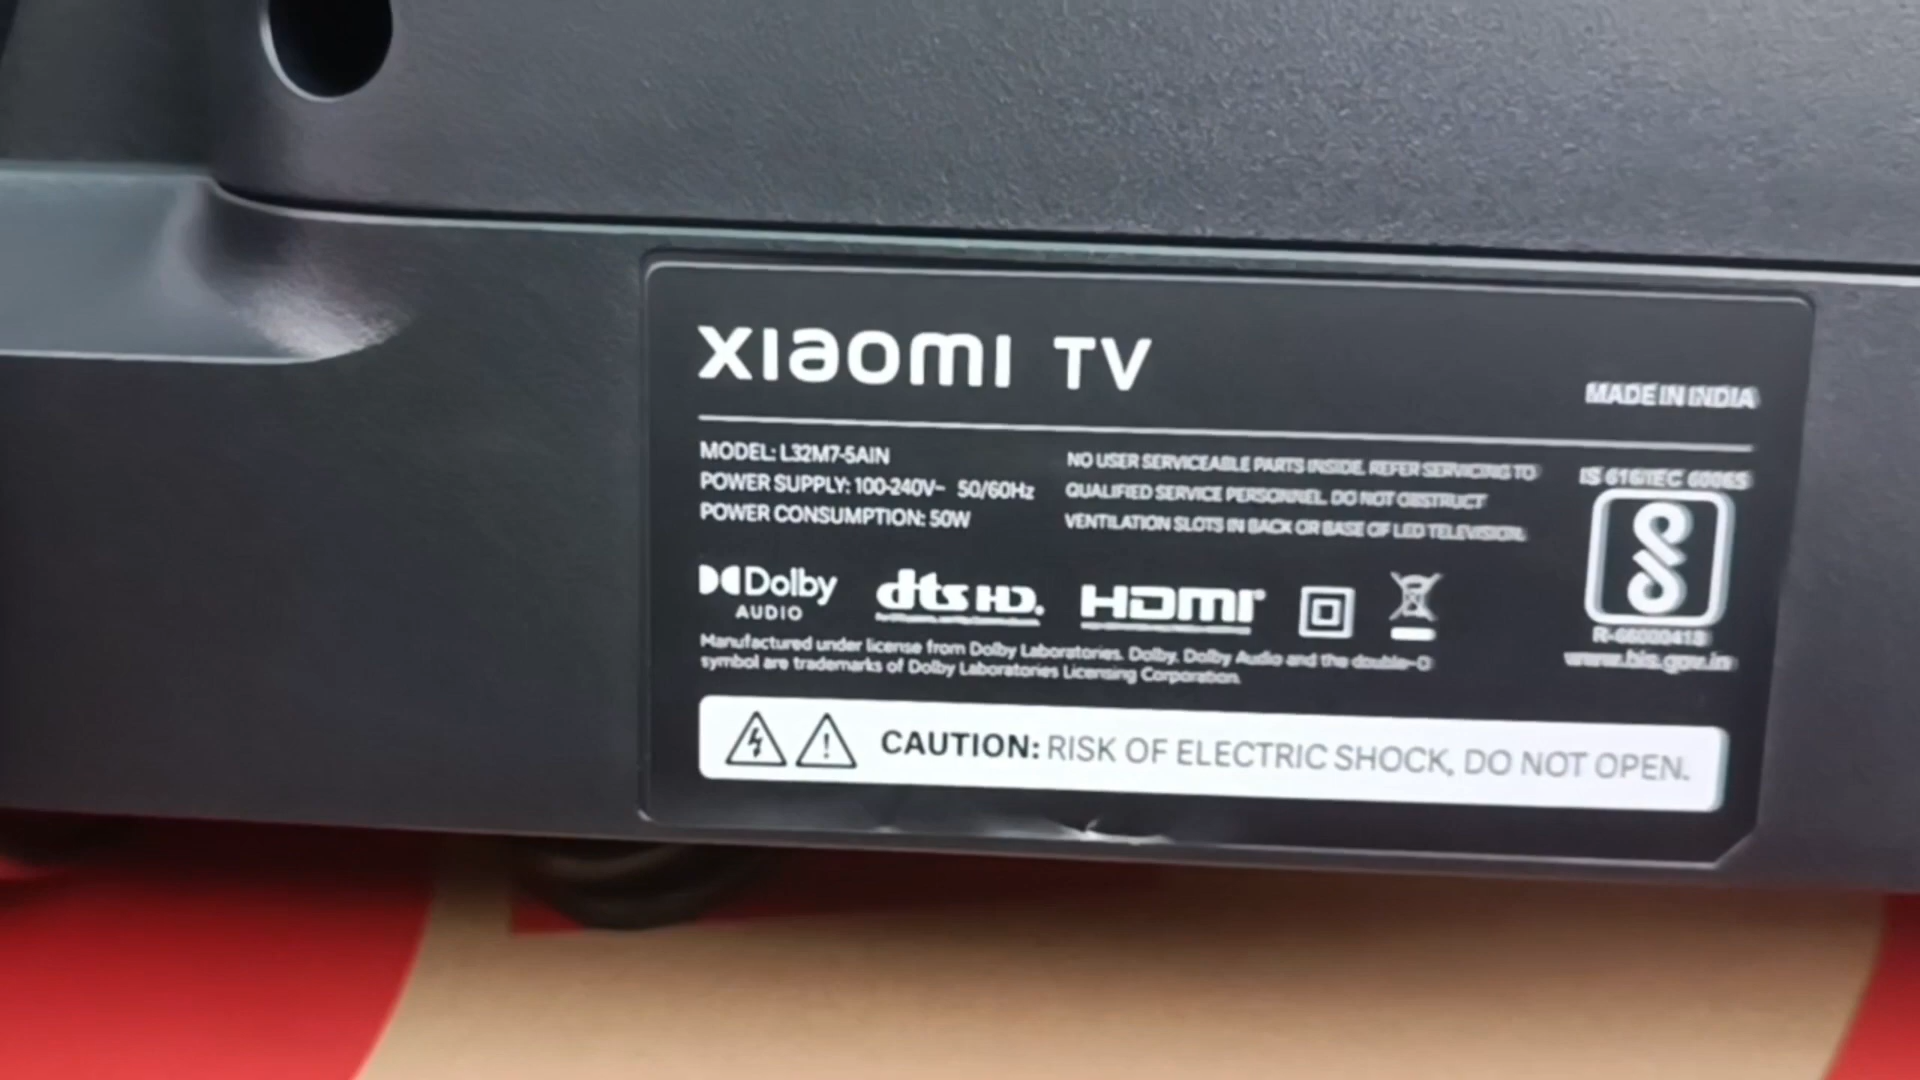 XIAOMI TV
MADE IN INDIA
MODEL: L32M7-5AIN
POWER SUPPLY: 100-240V~ 50/60Hz
POWER CONSUMPTION: 50W
NO USER SERVICEABLE PARTS INSIDE. REFER SERVICING TO
QUALIFIED SERVICE PERSONNEL. DO NOT OBSTRUCT
VENTILATION SLOTS IN BACK OR BASE OF LED TELEVISION.
IS 616/IEC 60065
www.bis.gov.in
Dolby
AUDIO
dts HD.
HDMI
Manufactured under license from Dolby Laboratories. Dolby, Dolby Audio and the double-D
symbol are trademarks of Dolby Laboratories Licensing Corporation.
CAUTION: RISK OF ELECTRIC SHOCK, DO NOT OPEN.